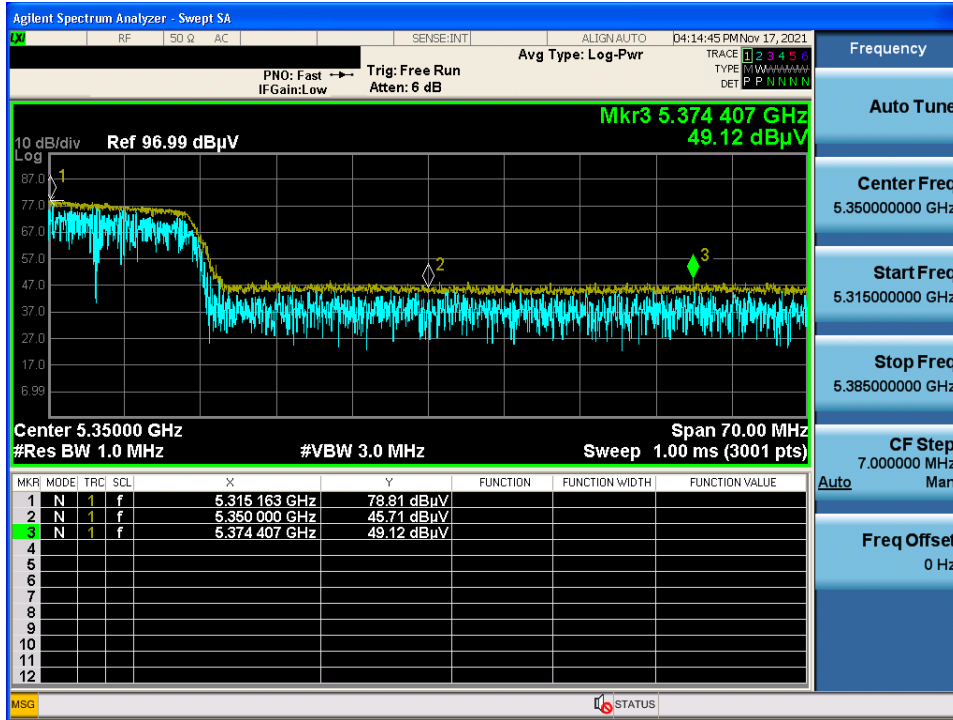 Agilent Spectrum Analyzer - Swept SA
LXI RF 50 Ω AC SENSE:INT ALIGN AUTO 04:14:45 PM Nov 17, 2021
PNO: Fast Trig: Free Run Avg Type: Log-Pwr TRACE 1 2 3 4 5 6
IFGain:Low Atten: 6 dB TYPE M W W W W W
DET P P N N N N
Mkr3 5.374 407 GHz
49.12 dBµV
10 dB/div Ref 96.99 dBµV
Log
87.0
77.0
67.0
57.0
47.0
37.0
27.0
17.0
6.99
1
2
3
Center 5.35000 GHz Span 70.00 MHz
#Res BW 1.0 MHz #VBW 3.0 MHz Sweep 1.00 ms (3001 pts)
MKR MODE TRC SCL X Y FUNCTION FUNCTION WIDTH FUNCTION VALUE
1 N 1 f 5.315 163 GHz 78.81 dBµV
2 N 1 f 5.350 000 GHz 45.71 dBµV
3 N 1 f 5.374 407 GHz 49.12 dBµV
4
5
6
7
8
9
10
11
12
MSG STATUS
Frequency
Auto Tune
Center Freq
5.350000000 GHz
Start Freq
5.315000000 GHz
Stop Freq
5.385000000 GHz
CF Step
7.000000 MHz
Auto Man
Freq Offset
0 Hz